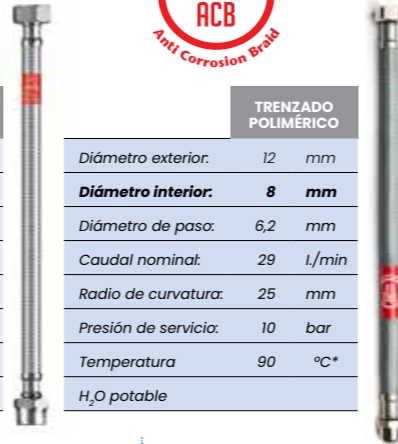 ACB
Anti Corrosion Braid
TRENZADO
POLIMÉRICO
Diámetro exterior: 12 mm
Diámetro interior: 8 mm
Diámetro de paso: 6,2 mm
Caudal nominal: 29 l./min
Radio de curvatura: 25 mm
Presión de servicio: 10 bar
Temperatura 90 ºC*
H₂O potable